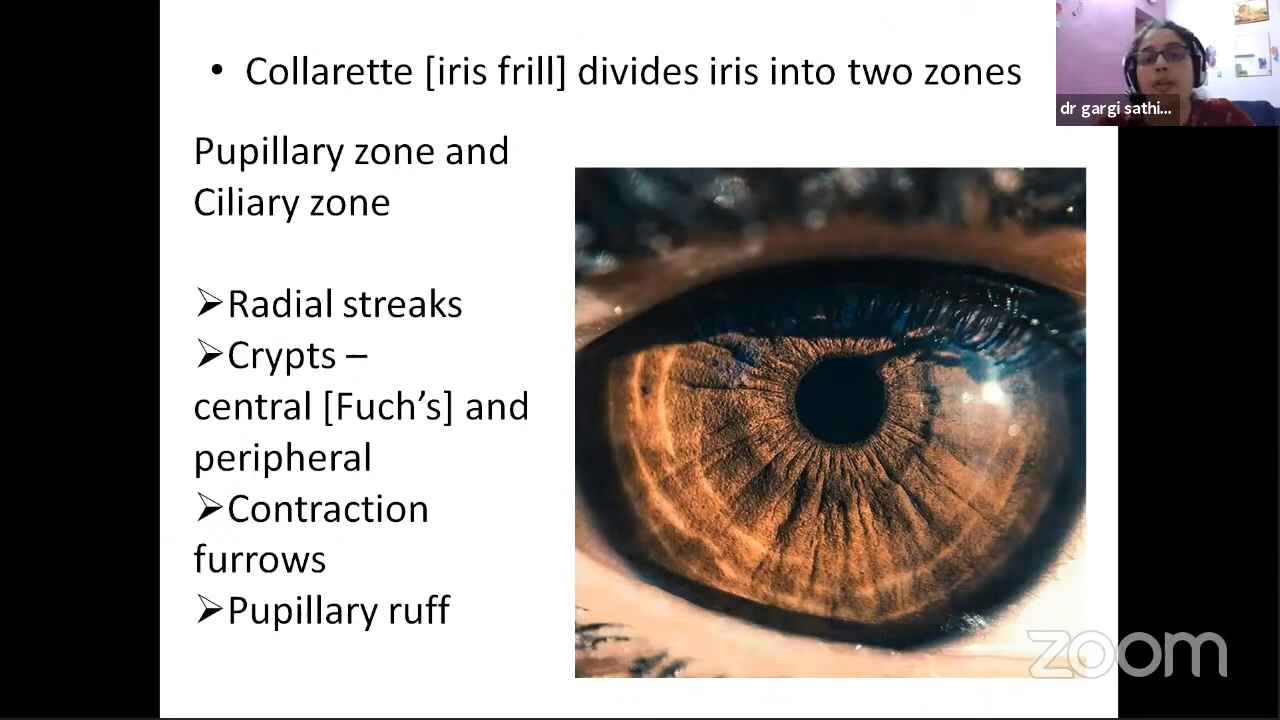 • Collarette [iris frill] divides iris into two zones
Pupillary zone and
Ciliary zone
➢Radial streaks
➢Crypts –
central [Fuch’s] and
peripheral
➢Contraction
furrows
➢Pupillary ruff
dr gargi sathi...
zoom